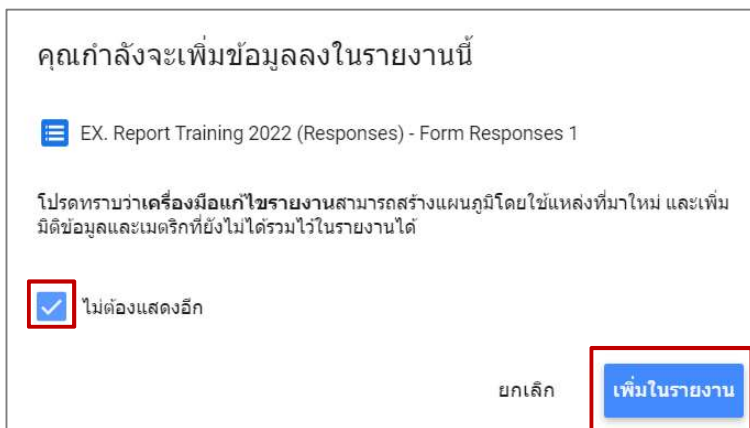 คุณกำลังจะเพิ่มข้อมูลลงในรายงานนี้
EX. Report Training 2022 (Responses) - Form Responses 1
โปรดทราบว่าเครื่องมือแก้ไขรายงานสามารถสร้างแผนภูมิโดยใช้แหล่งที่มาใหม่ และเพิ่ม
มิติข้อมูลและเมตริกที่ยังไม่ได้รวมไว้ในรายงานได้
ไม่ต้องแสดงอีก
ยกเลิก
เพิ่มในรายงาน